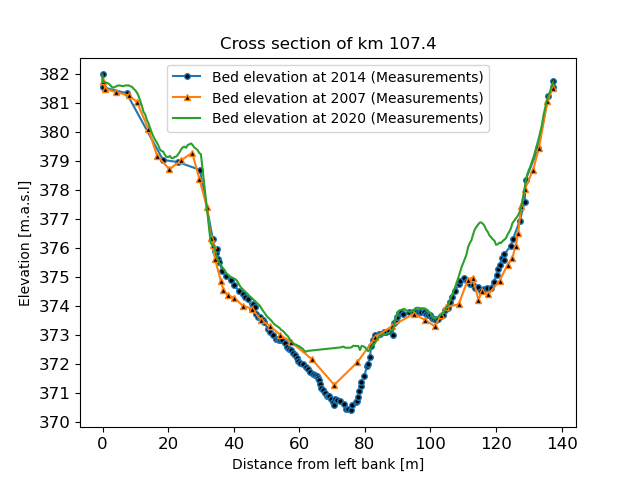 Cross section of km 107.4
Bed elevation at 2014 (Measurements)
Bed elevation at 2007 (Measurements)
Bed elevation at 2020 (Measurements)
Elevation [m.a.s.l]
382
381
380
379
378
377
376
375
374
373
372
371
370
0 20 40 60 80 100 120 140
Distance from left bank [m]